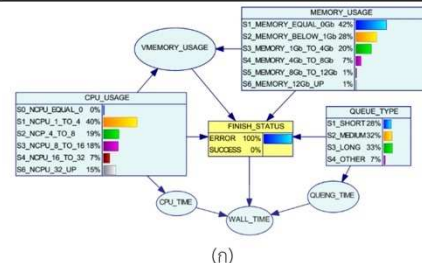 MEMORY_USAGE
S1_MEMORY_EQUAL_0Gb 42%
S2_MEMORY_BELOW_1Gb 28%
S3_MEMORY_1Gb_TO_4Gb 20%
S4_MEMORY_4Gb_TO_8Gb 7%
S5_MEMORY_8Gb_TO_12Gb 1%
S6_MEMORY_12Gb_UP 1%
VMEMORY_USAGE
CPU_USAGE
S0_NCPU_EQUAL_0 0%
S1_NCPU_1_TO_4 40%
S2_NCP_4_TO_8 19%
S3_NCPU_8_TO_16 18%
S4_NCPU_16_TO_32 7%
S6_NCPU_32_UP 15%
FINISH_STATUS
ERROR 100%
SUCCESS 0%
QUEUE_TYPE
S1_SHORT 28%
S2_MEDIUM 32%
S3_LONG 33%
S4_OTHER 7%
CPU_TIME
WALL_TIME
QUEING_TIME
(ก)